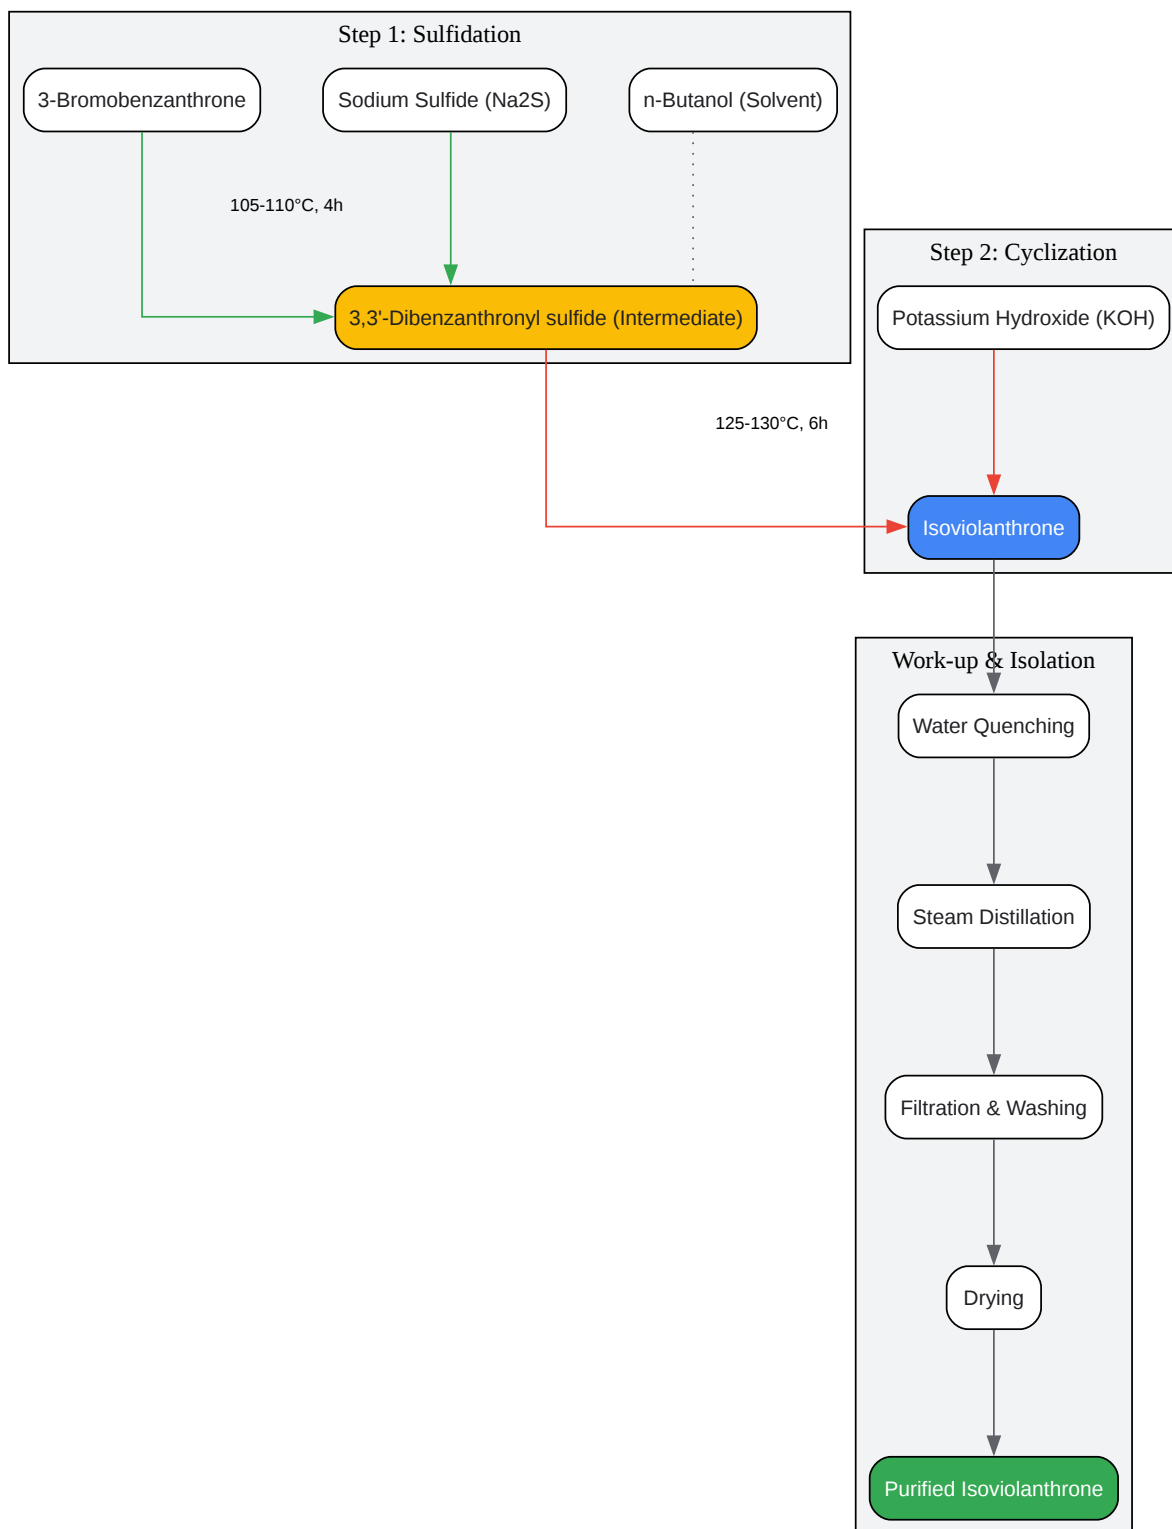 Step 1: Sulfidation
3-Bromobenzanthrone
Sodium Sulfide (Na2S)
n-Butanol (Solvent)
105-110°C, 4h
3,3'-Dibenzanthronyl sulfide (Intermediate)
Step 2: Cyclization
Potassium Hydroxide (KOH)
125-130°C, 6h
Isoviolanthrone
Work-up & Isolation
Water Quenching
Steam Distillation
Filtration & Washing
Drying
Purified Isoviolanthrone